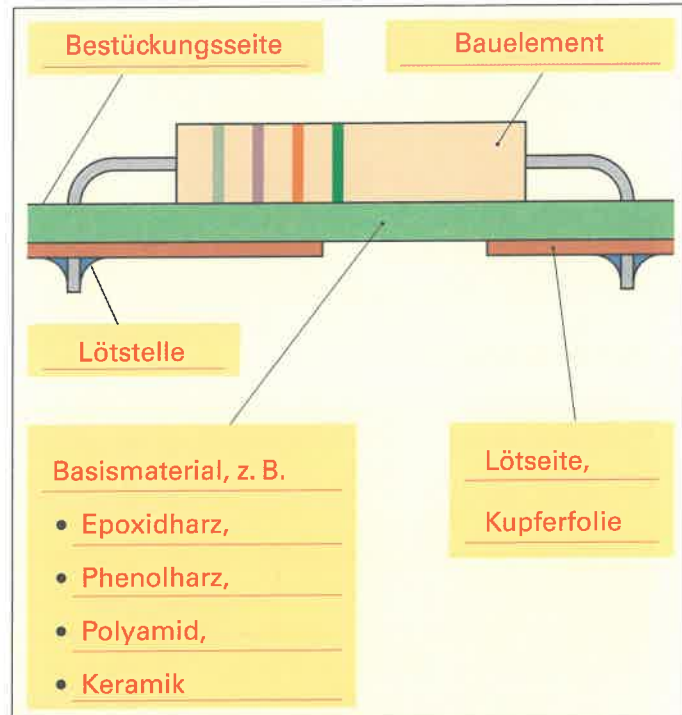 Bestückungsseite
Bauelement
Lötstelle
Basismaterial, z. B.
• Epoxidharz,
• Phenolharz,
• Polyamid,
• Keramik
Lötseite,
Kupferfolie